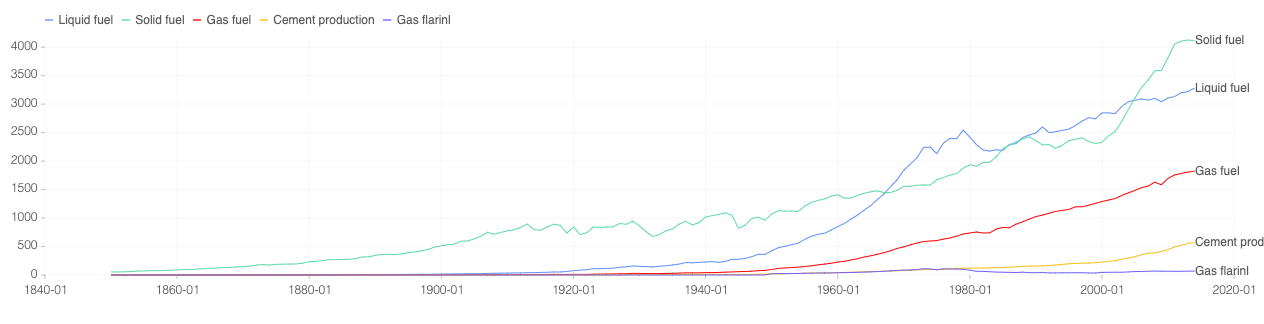 Liquid fuel Solid fuel Gas fuel Cement production Gas flarinl
4000
3500
3000
2500
2000
1500
1000
500
0
Solid fuel
Liquid fuel
Gas fuel
Cement prod
Gas flarinl
1840-01 1860-01 1880-01 1900-01 1920-01 1940-01 1960-01 1980-01 2000-01 2020-01